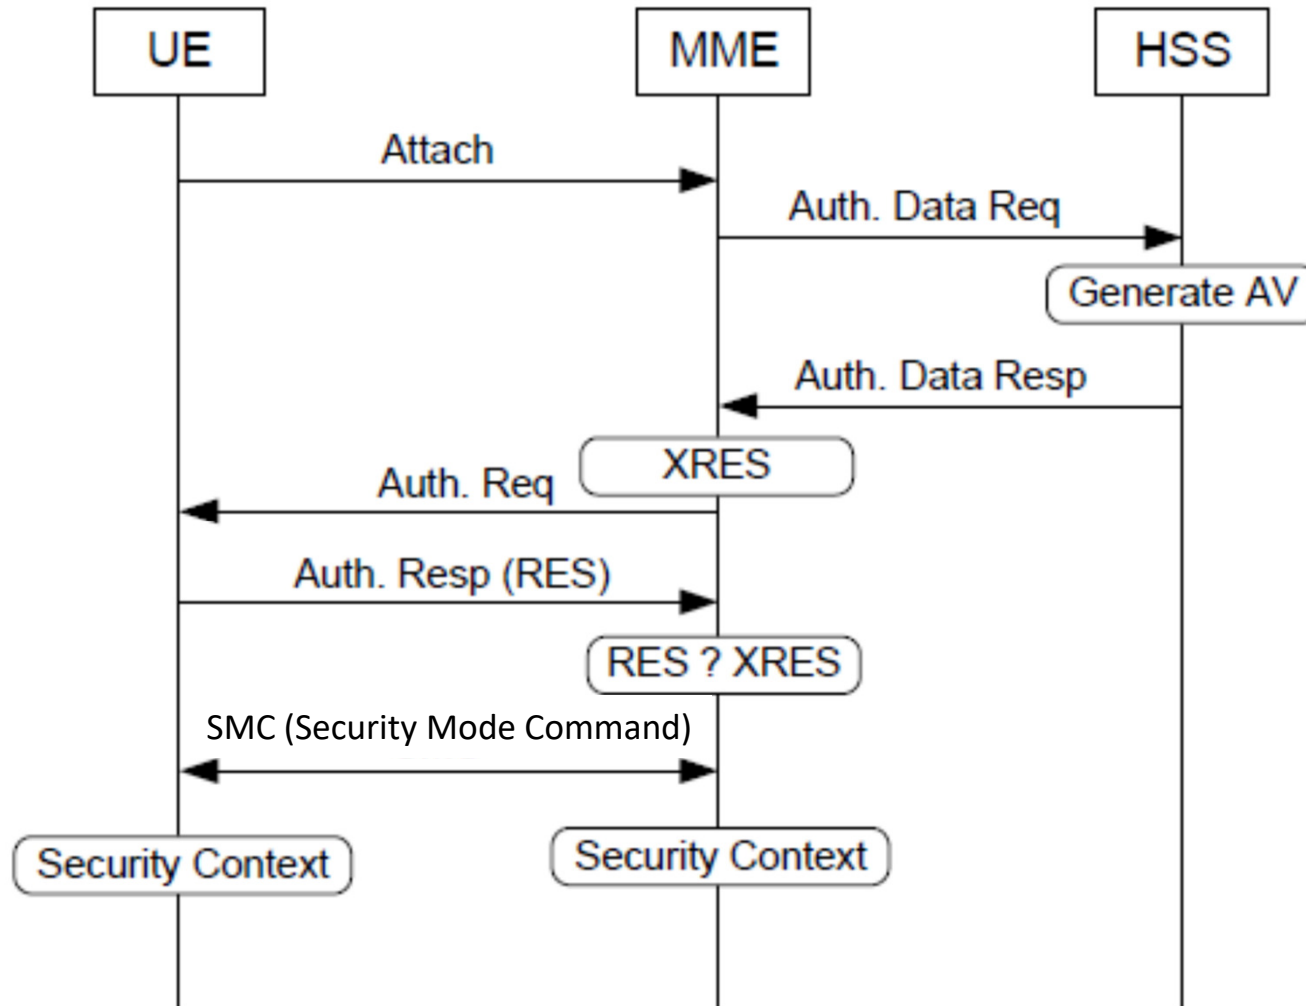 UE
MME
HSS
Attach
Auth. Data Req
Generate AV
Auth. Data Resp
XRES
Auth. Req
Auth. Resp (RES)
RES ? XRES
SMC (Security Mode Command)
Security Context
Security Context